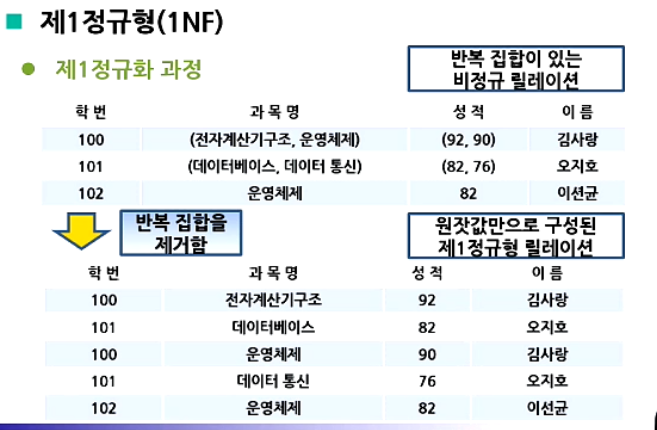 제1정규형(1NF)
제1정규화 과정
반복 집합이 있는
비정규 릴레이션
학 번 과 목 명 성 적 이 름
100 (전자계산기구조, 운영체제) (92, 90) 김사랑
101 (데이터베이스, 데이터 통신) (82, 76) 오지호
102 운영체제 82 이선균
반복 집합을
제거함
원잣값만으로 구성된
제1정규형 릴레이션
학 번 과 목 명 성 적 이 름
100 전자계산기구조 92 김사랑
101 데이터베이스 82 오지호
100 운영체제 90 김사랑
101 데이터 통신 76 오지호
102 운영체제 82 이선균